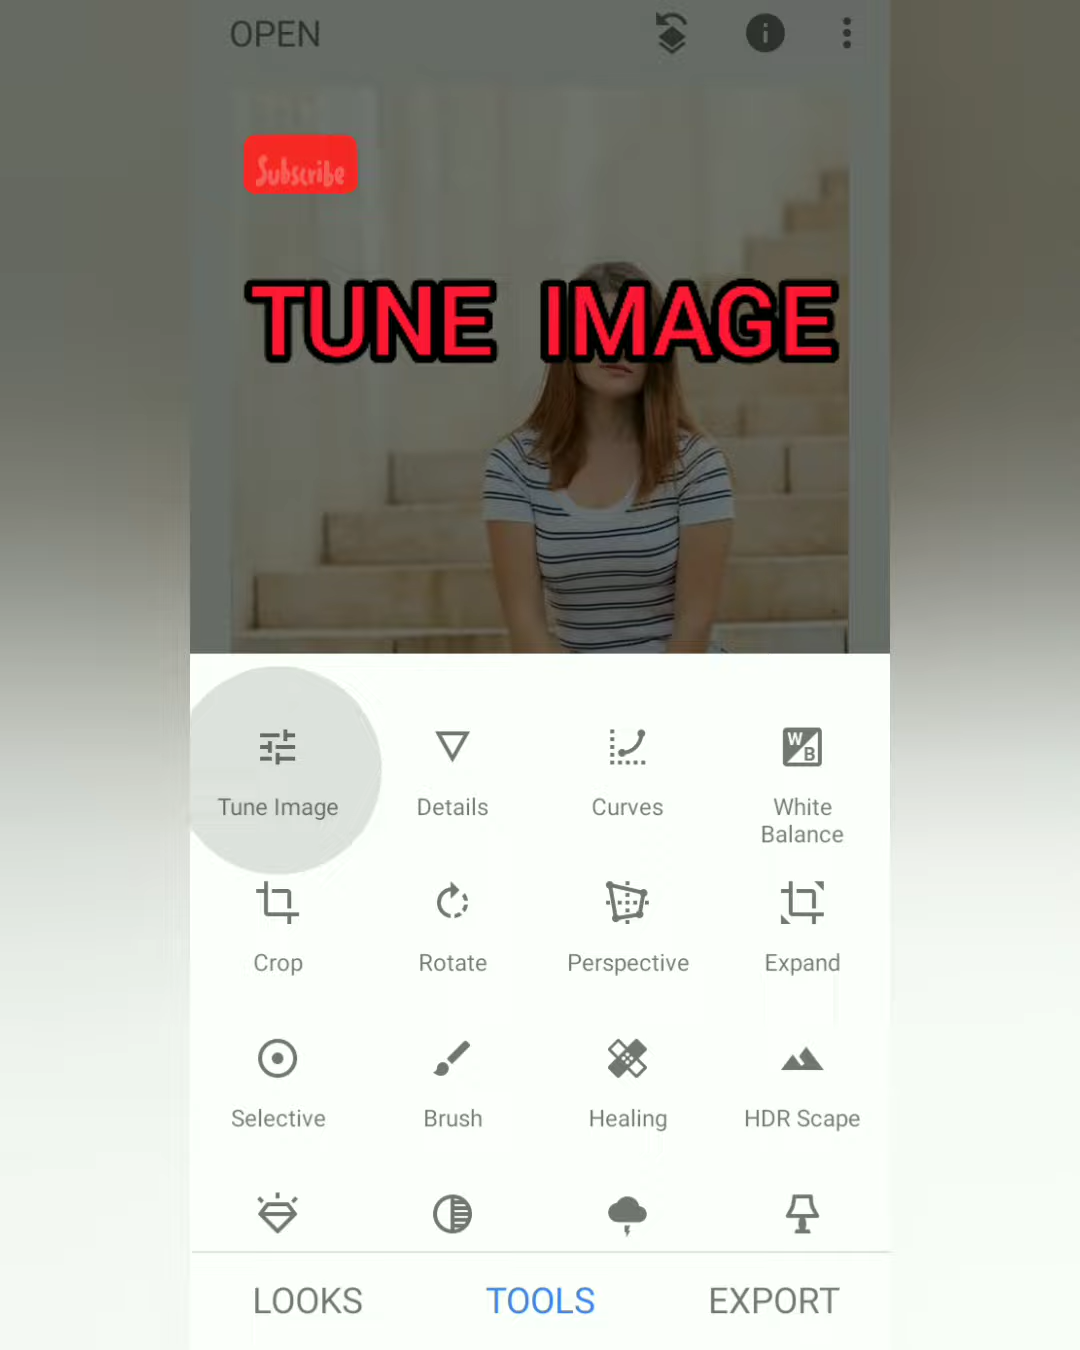 OPEN
Subscribe
TUNE IMAGE
Tune Image
Details
Curves
White
Balance
Crop
Rotate
Perspective
Expand
Selective
Brush
Healing
HDR Scape
LOOKS
TOOLS
EXPORT